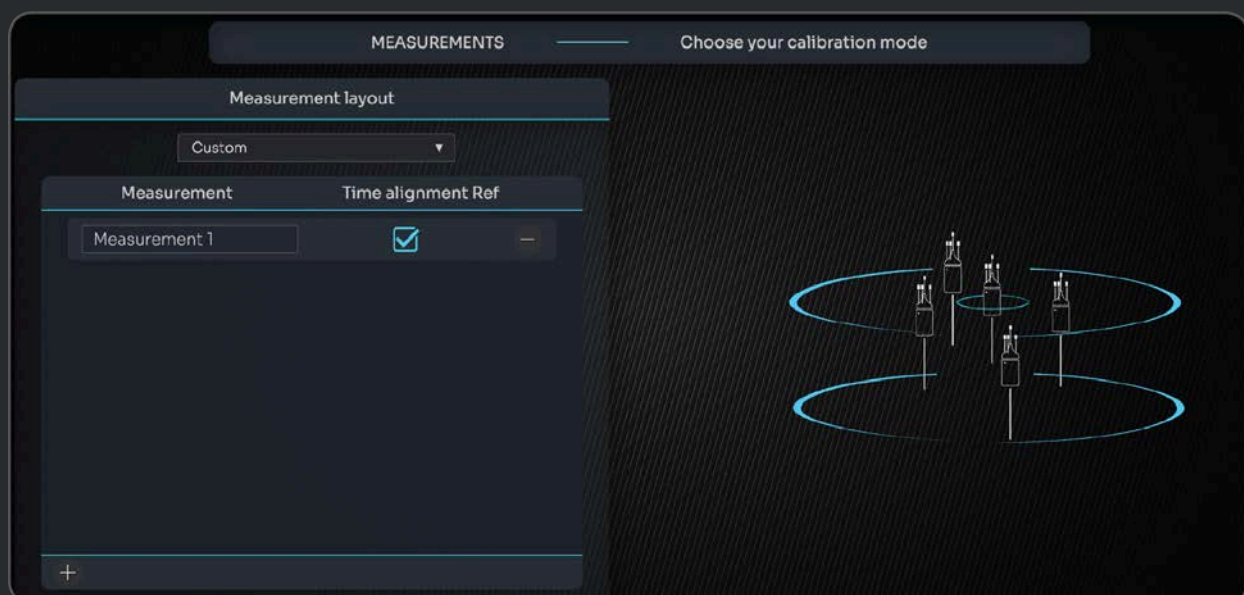 MEASUREMENTS Choose your calibration mode
Measurement layout
Custom
Measurement Time alignment Ref
Measurement 1